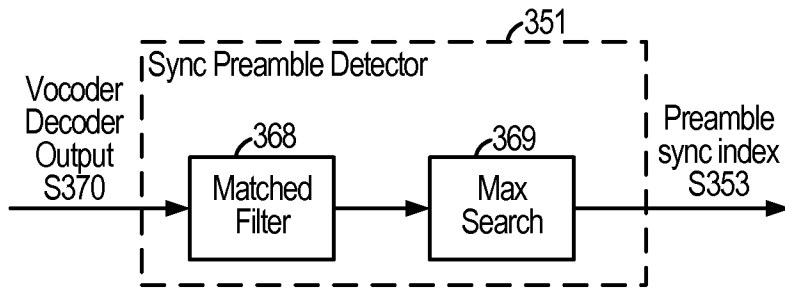 351
Sync Preamble Detector
Vocoder
Decoder
Output
S370
368
Matched
Filter
369
Max
Search
Preamble
sync index
S353